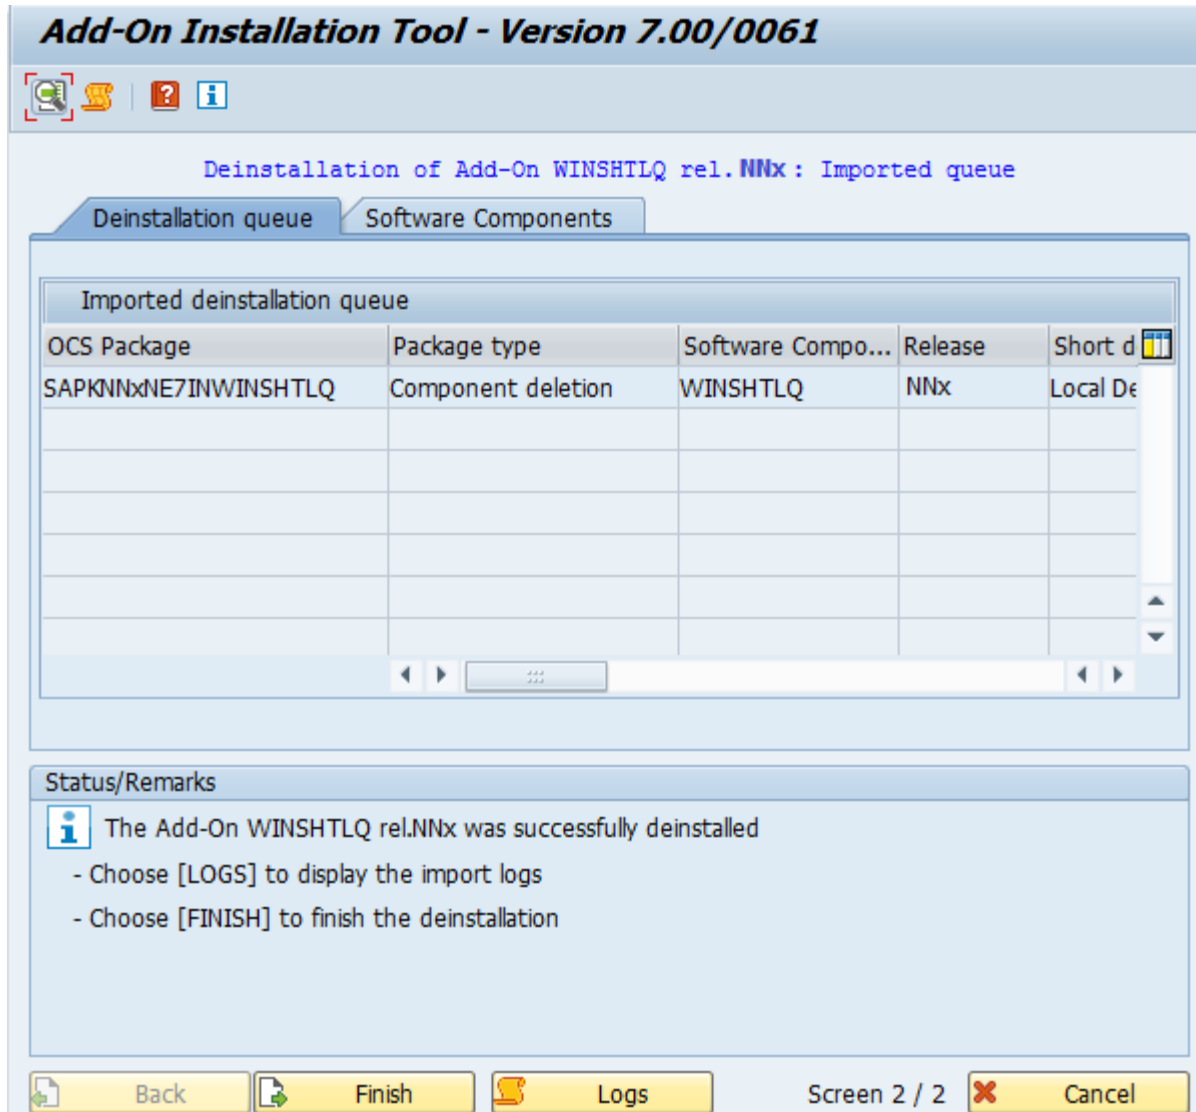 Add-On Installation Tool - Version 7.00/0061
Deinstallation of Add-On WINSHTLQ rel. NNx : Imported queue
Deinstallation queue Software Components
Imported deinstallation queue
OCS Package Package type Software Compo... Release Short d
SAPKNNxNE7INWINSHTLQ Component deletion WINSHTLQ NNx Local De
Status/Remarks
The Add-On WINSHTLQ rel.NNx was successfully deinstalled
- Choose [LOGS] to display the import logs
- Choose [FINISH] to finish the deinstallation
Back Finish Logs Screen 2 / 2 Cancel